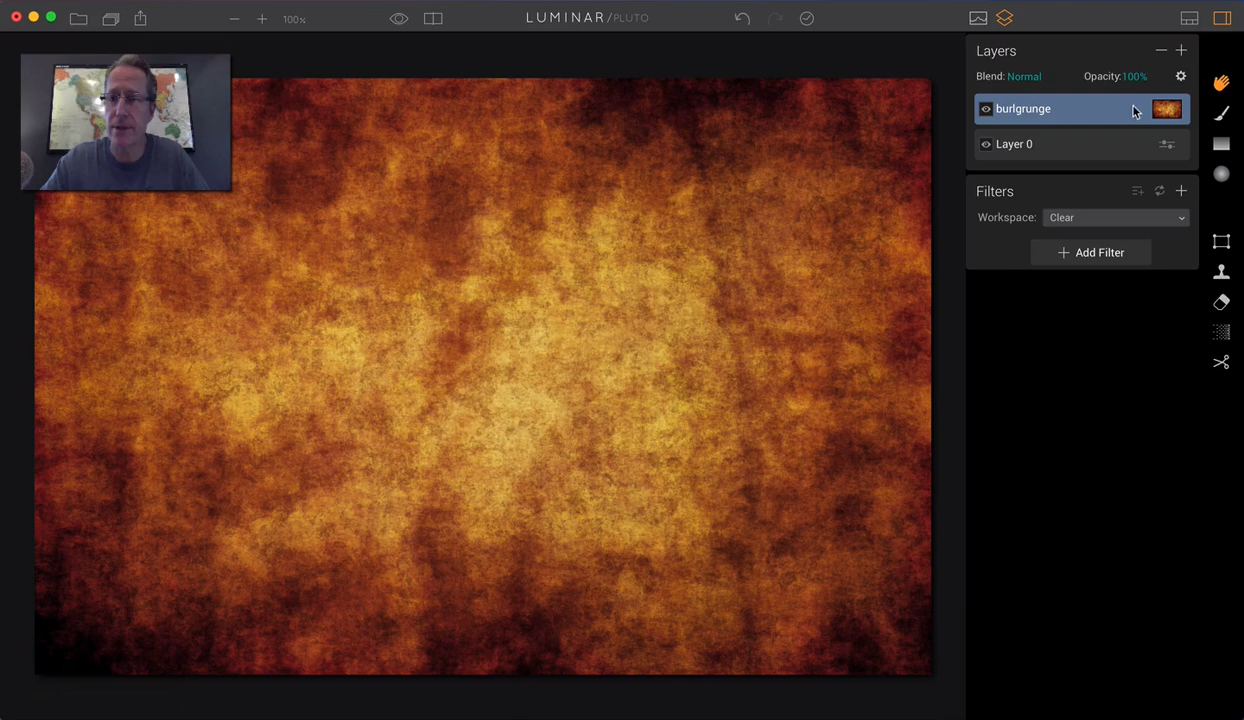 100%
LUMINAR/PLUTO
Layers
Blend: Normal Opacity:100%
burlgrunge
Layer 0
Filters
Workspace: Clear
Add Filter